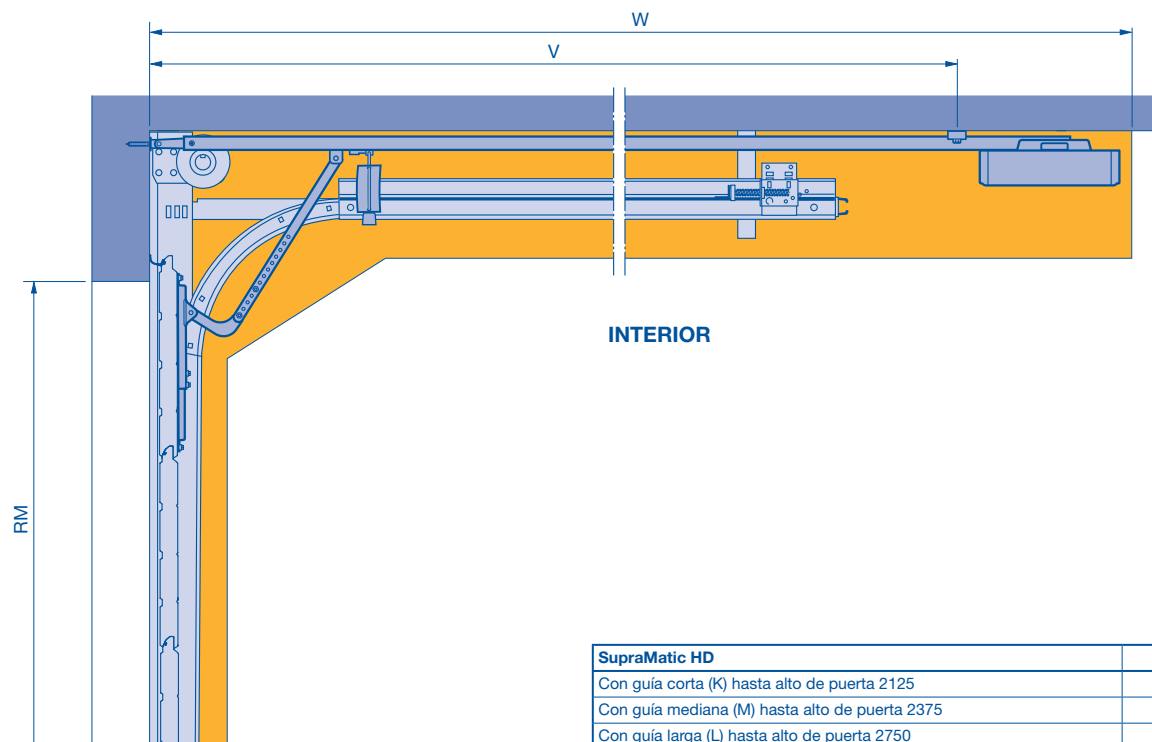 W
V
INTERIOR
RM
SupraMatic HD
Con guía corta (K) hasta alto de puerta 2125
Con guía mediana (M) hasta alto de puerta 2375
Con guía larga (L) hasta alto de puerta 2750